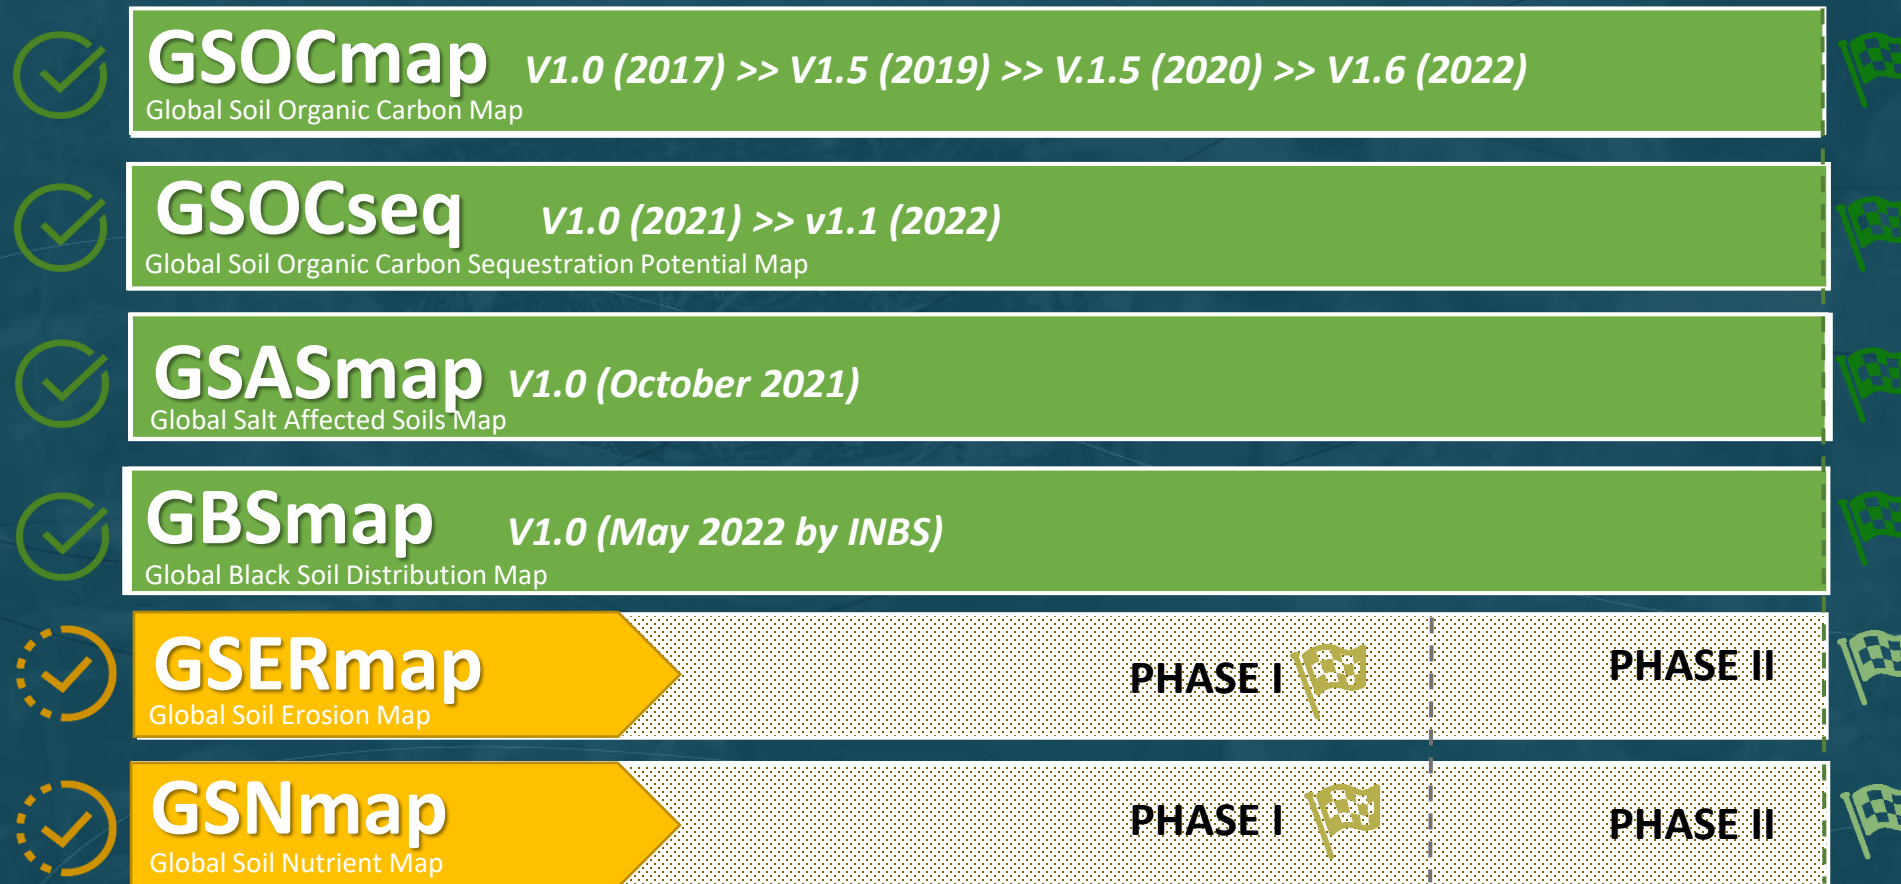 GSOCmap V1.0 (2017) >> V1.5 (2019) >> V.1.5 (2020) >> V1.6 (2022)
Global Soil Organic Carbon Map
GSOCseq V1.0 (2021) >> v1.1 (2022)
Global Soil Organic Carbon Sequestration Potential Map
GSASmap V1.0 (October 2021)
Global Salt Affected Soils Map
GBSmap V1.0 (May 2022 by INBS)
Global Black Soil Distribution Map
GSERmap PHASE I PHASE II
Global Soil Erosion Map
GSNmap PHASE I PHASE II
Global Soil Nutrient Map